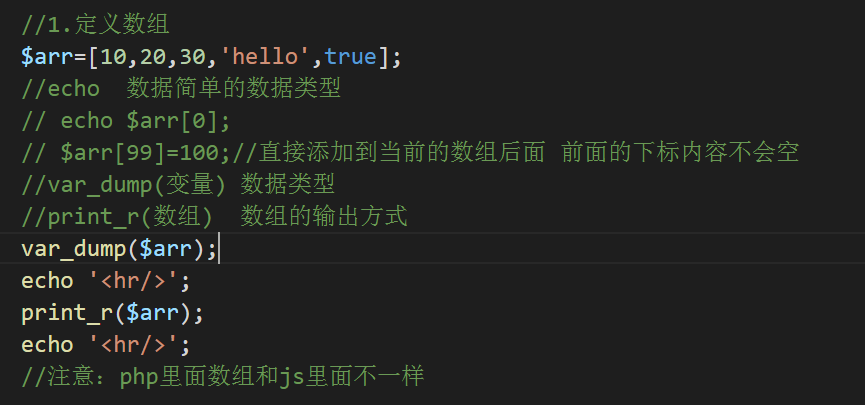 //1.定义数组
$arr=[10,20,30,'hello',true];
//echo  数据简单的数据类型
// echo $arr[0];
// $arr[99]=100;//直接添加到当前的数组后面 前面的下标内容不会空
//var_dump(变量) 数据类型
//print_r(数组)  数组的输出方式
var_dump($arr);
echo '<hr/>';
print_r($arr);
echo '<hr/>';
//注意：php里面数组和js里面不一样